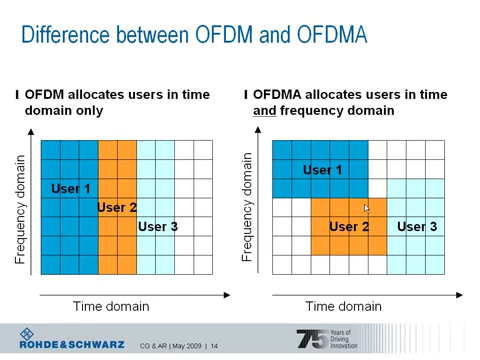 Difference between OFDM and OFDMA
OFDM allocates users in time
domain only
Frequency domain
User 1
User 2
User 3
Time domain
OFDMA allocates users in time
and frequency domain
Frequency domain
User 1
User 2
User 3
Time domain
ROHDE&SCHWARZ
CG & AR | May 2009 | 14
75 Years of
Driving
Innovation